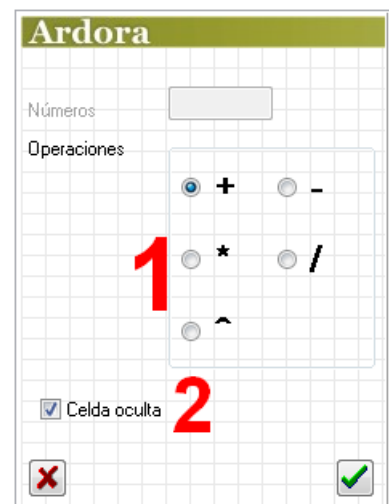 Ardora
Números
Operaciones
+ -
1 * /
^
Celda oculta 2